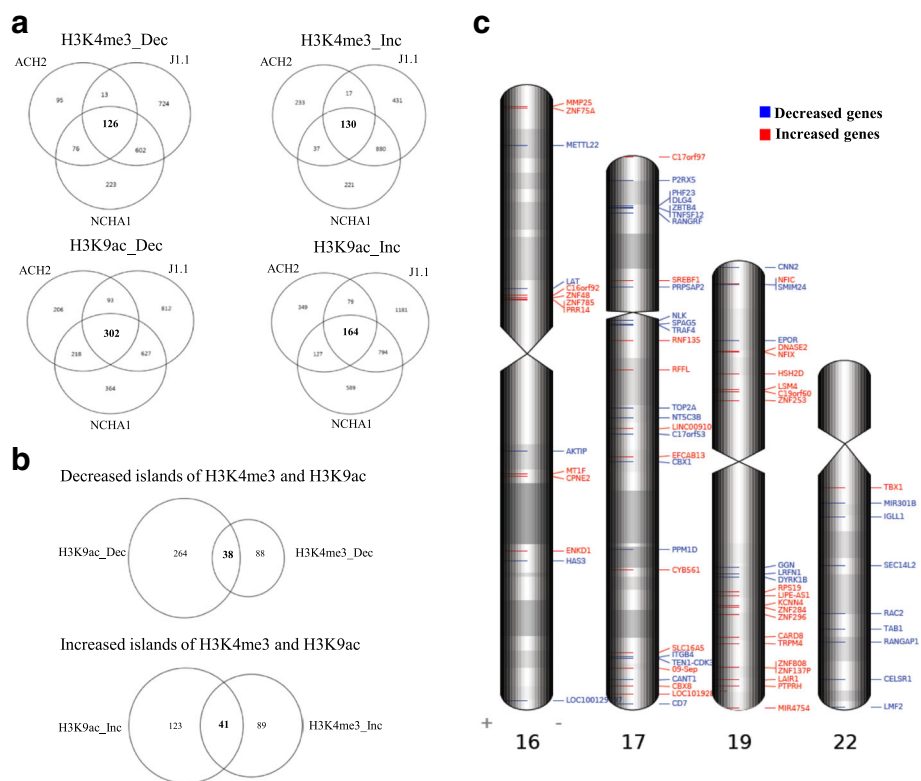 a
H3K4me3_Dec
ACH2
J1.1
95
13
724
126
76
602
223
NCHA1
H3K4me3_Inc
ACH2
J1.1
233
17
431
130
37
880
221
NCHA1
H3K9ac_Dec
ACH2
J1.1
206
93
812
302
218
627
564
NCHA1
H3K9ac_Inc
ACH2
J1.1
349
79
1181
164
127
794
589
NCHA1
b
Decreased islands of H3K4me3 and H3K9ac
H3K9ac_Dec
264
38
88
H3K4me3_Dec
Increased islands of H3K4me3 and H3K9ac
H3K9ac_Inc
123
41
89
H3K4me3_Inc
c
Decreased genes
Increased genes
MMP25
ZNF75A
METTL22
LAT
C16orf92
ZNF48
ZNF785
PRR14
AKTIP
MT1F
CPNE2
ENKD1
HAS3
+
-
16
C17orf97
P2RX5
PHF23
DLG4
ZBTB4
TNFSF12
RANGRF
SREBF1
PRPSAP2
NLK
SPAG5
TRAF4
RNF135
RFFL
TOP2A
NT5C3B
LINC00910
C17orf53
EFCAB13
CBX1
PPM1D
CYB561
SLC16A5
ITGB4
TEN1-CDK3
09-Sep
CANT1
CBX8
LOC101928
CD7
17
CNN2
NFIC
SMIM24
EPOR
DNASE2
NFIX
HSH2D
LSM4
C19orf60
ZNF253
GGN
LRFN1
DYRK1B
RPS19
LIPE-AS1
KCNN4
ZNF284
ZNF296
CARD8
TRPM4
ZNF808
ZNF137P
LAIR1
PTPRH
MIR4754
19
TBX1
MIR301B
IGLL1
SEC14L2
RAC2
TAB1
RANGAP1
CELSR1
LMF2
22